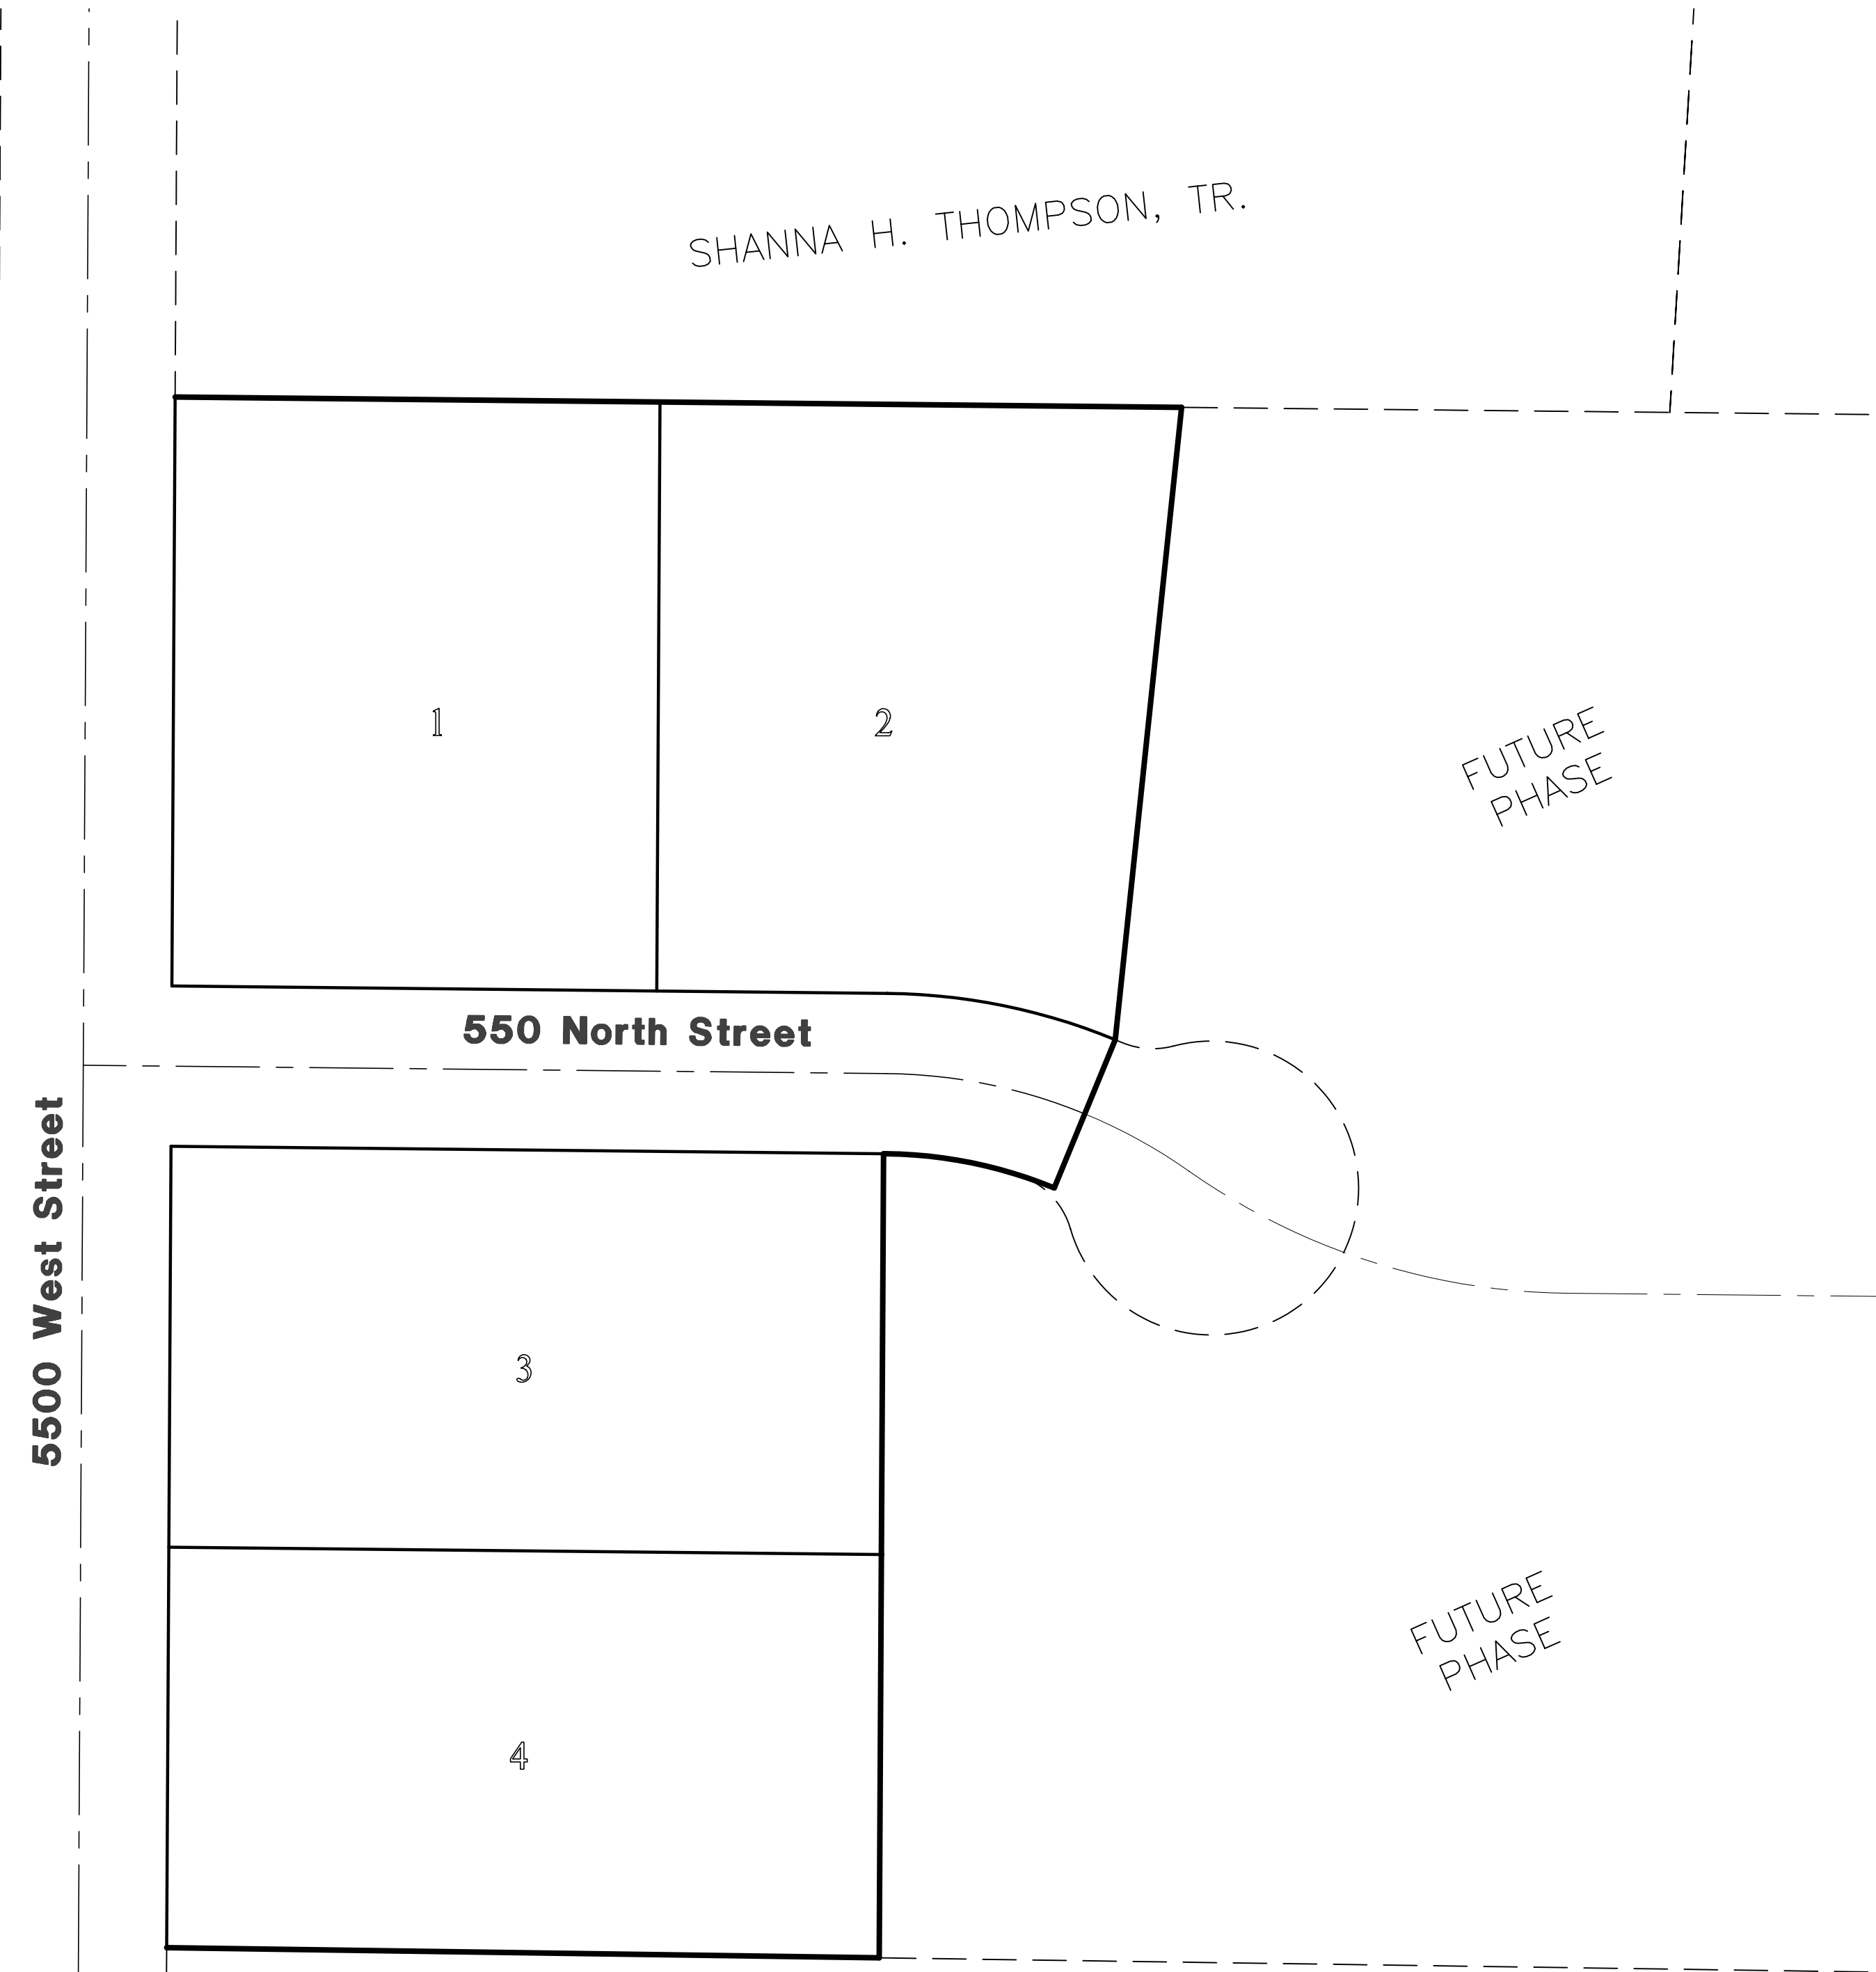 SHANNA H. THOMPSON, TR.
1
2
FUTURE
PHASE
550 North Street
5500 West Street
3
FUTURE
PHASE
4